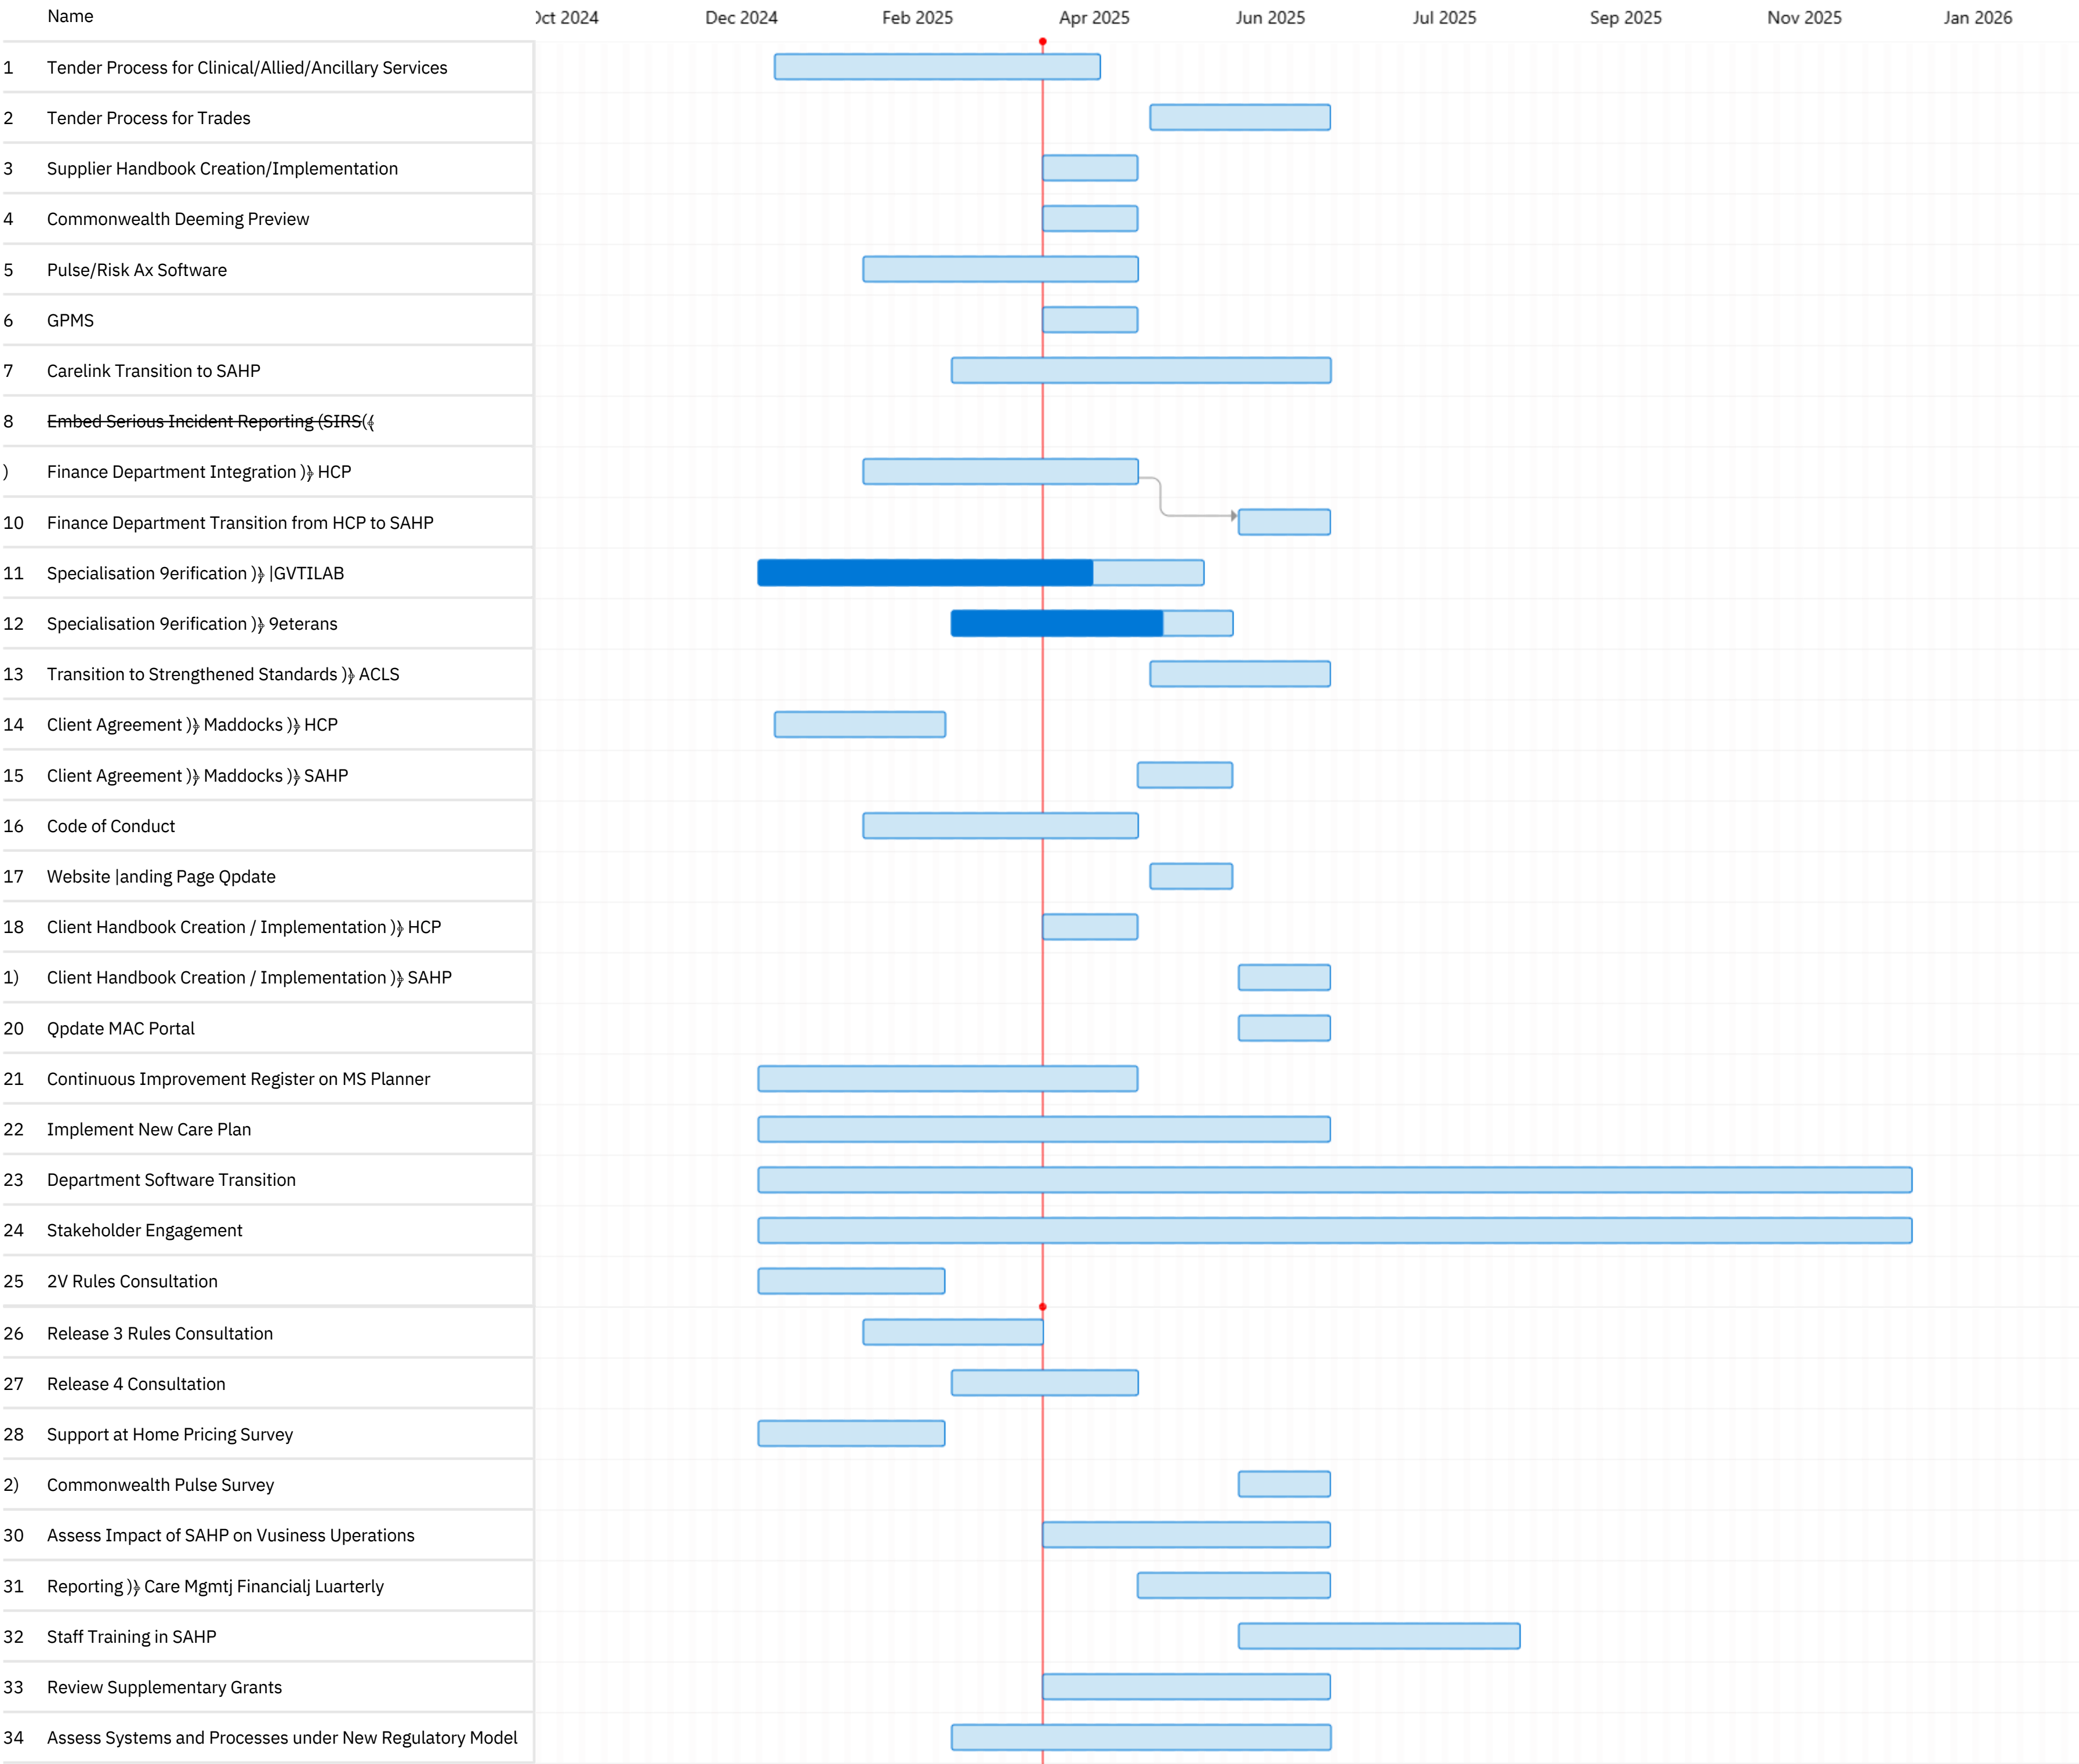 Name
Oct 2024 Dec 2024 Feb 2025 Apr 2025 Jun 2025 Jul 2025 Sep 2025 Nov 2025 Jan 2026
1 Tender Process for Clinical/Allied/Ancillary Services
2 Tender Process for Trades
3 Supplier Handbook Creation/Implementation
4 Commonwealth Deeming Preview
5 Pulse/Risk Ax Software
6 GPMS
7 Carelink Transition to SAHP
8 Embed Serious Incident Reporting (SIRS(
) Finance Department Integration )⦆ HCP
10 Finance Department Transition from HCP to SAHP
11 Specialisation 9erification )⦆ |GVTILAB
12 Specialisation 9erification )⦆ 9eterans
13 Transition to Strengthened Standards )⦆ ACLS
14 Client Agreement )⦆ Maddocks )⦆ HCP
15 Client Agreement )⦆ Maddocks )⦆ SAHP
16 Code of Conduct
17 Website |anding Page Qpdate
18 Client Handbook Creation / Implementation )⦆ HCP
1) Client Handbook Creation / Implementation )⦆ SAHP
20 Qpdate MAC Portal
21 Continuous Improvement Register on MS Planner
22 Implement New Care Plan
23 Department Software Transition
24 Stakeholder Engagement
25 2V Rules Consultation
26 Release 3 Rules Consultation
27 Release 4 Consultation
28 Support at Home Pricing Survey
2) Commonwealth Pulse Survey
30 Assess Impact of SAHP on Vusiness Uperations
31 Reporting )⦆ Care Mgmtj Financialj Luarterly
32 Staff Training in SAHP
33 Review Supplementary Grants
34 Assess Systems and Processes under New Regulatory Model